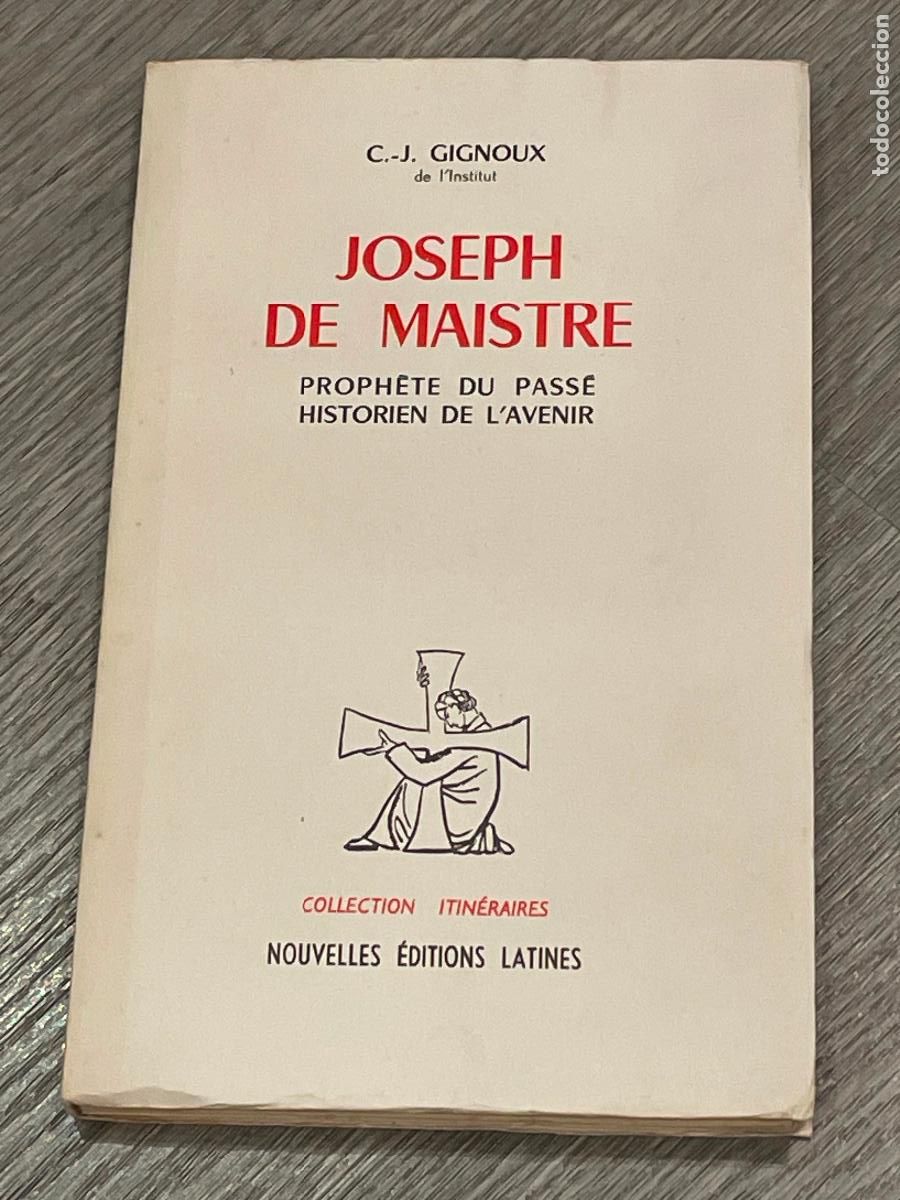 C.-J. GIGNOUX
de l'Institut
JOSEPH
DE MAISTRE
PROPHÈTE DU PASSÉ
HISTORIEN DE L'AVENIR
COLLECTION ITINÉRAIRES
NOUVELLES ÉDITIONS LATINES
todocoleccion